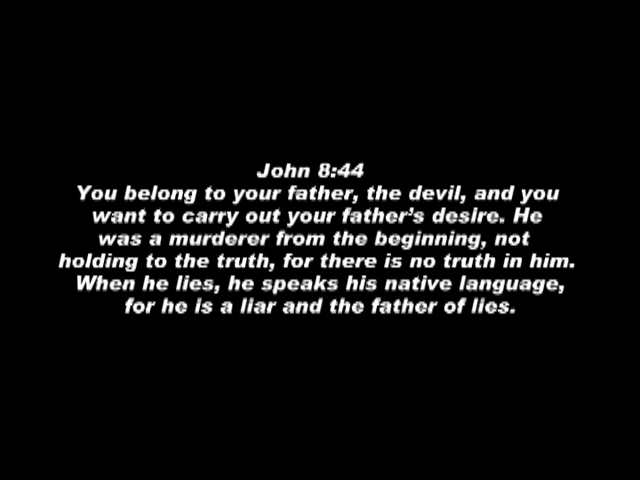 John 8:44
You belong to your father, the devil, and you
want to carry out your father's desire. He
was a murderer from the beginning, not
holding to the truth, for there is no truth in him.
When he lies, he speaks his native language,
for he is a liar and the father of lies.